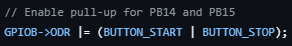 // Enable pull-up for PB14 and PB15
GPIOB->ODR |= (BUTTON_START | BUTTON_STOP);